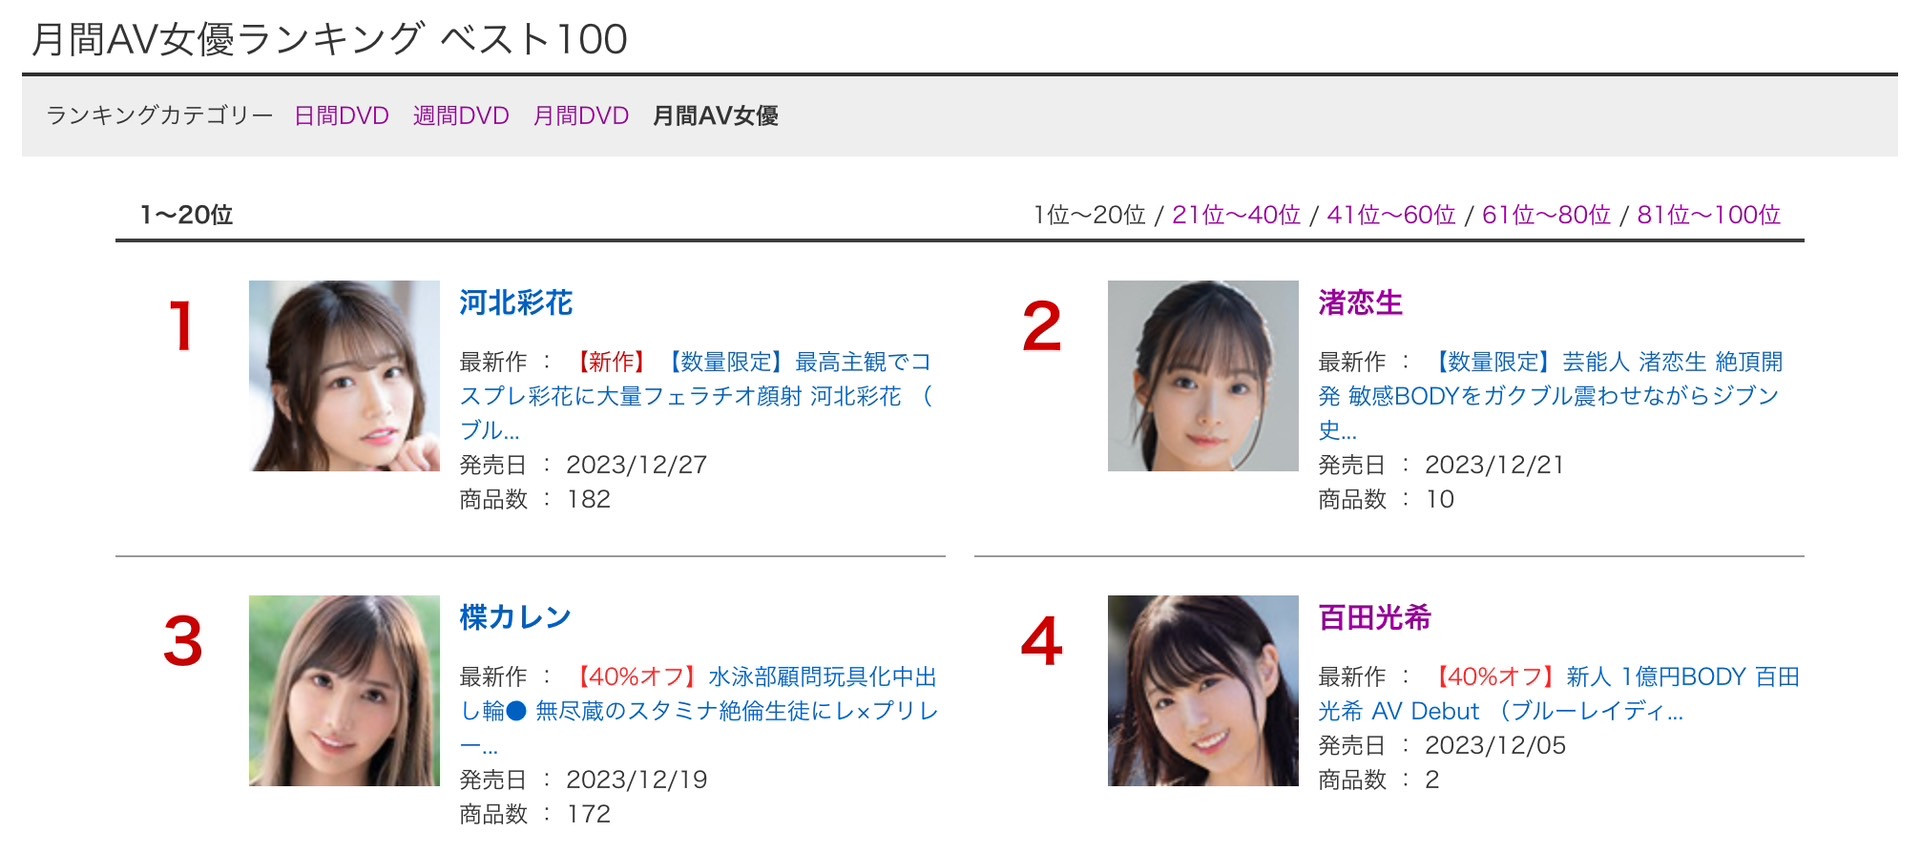 月間AV女優ランキング ベスト100
ランキングカテゴリー 日間DVD 週間DVD 月間DVD 月間AV女優
1～20位
1位～20位 / 21位～40位 / 41位～60位 / 61位～80位 / 81位～100位
1
河北彩花
最新作 ： 【新作】 【数量限定】最高主観でコ
スプレ彩花に大量フェラチオ顔射 河北彩花 （
ブル...
発売日 ： 2023/12/27
商品数 ： 182
2
渚恋生
最新作 ： 【数量限定】芸能人 渚恋生 絶頂開
発 敏感BODYをガクブル震わせながらジブン
史...
発売日 ： 2023/12/21
商品数 ： 10
3
楪カレン
最新作 ： 【40%オフ】水泳部顧問玩具化中出
し輪● 無尽蔵のスタミナ絶倫生徒にレ×プリレ
ー...
発売日 ： 2023/12/19
商品数 ： 172
4
百田光希
最新作 ： 【40%オフ】新人 1億円BODY 百田
光希 AV Debut （ブルーレイディ...
発売日 ： 2023/12/05
商品数 ： 2